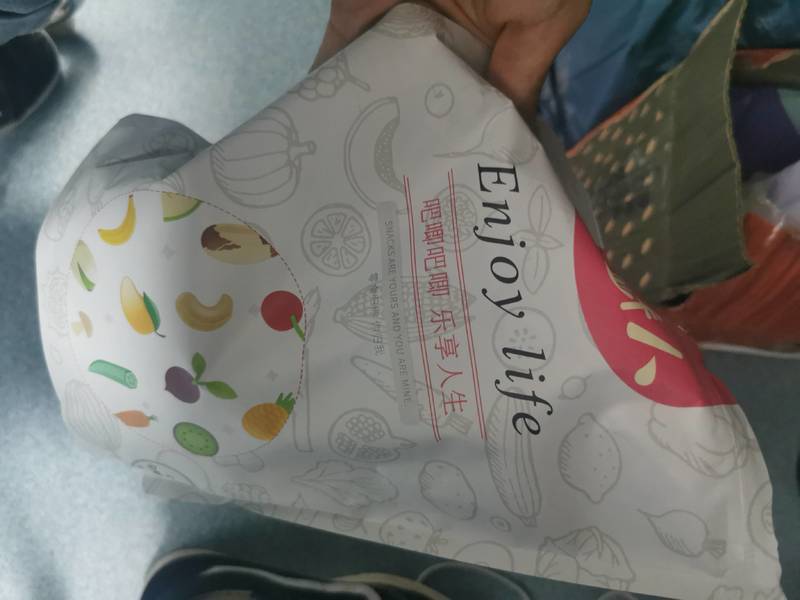 Enjoy life
吧唧吧唧 乐享人生
SNACKS ARE YOURS AND YOU ARE MINE